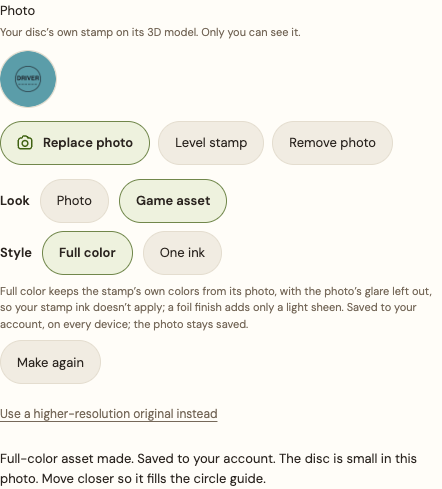 Photo
Your disc's own stamp on its 3D model. Only you can see it.
DRIVER
Replace photo
Level stamp
Remove photo
Look
Photo
Game asset
Style
Full color
One ink
Full color keeps the stamp's own colors from its photo, with the photo's glare left out,
so your stamp ink doesn't apply; a foil finish adds only a light sheen. Saved to your
account, on every device; the photo stays saved.
Make again
Use a higher-resolution original instead
Full-color asset made. Saved to your account. The disc is small in this
photo. Move closer so it fills the circle guide.